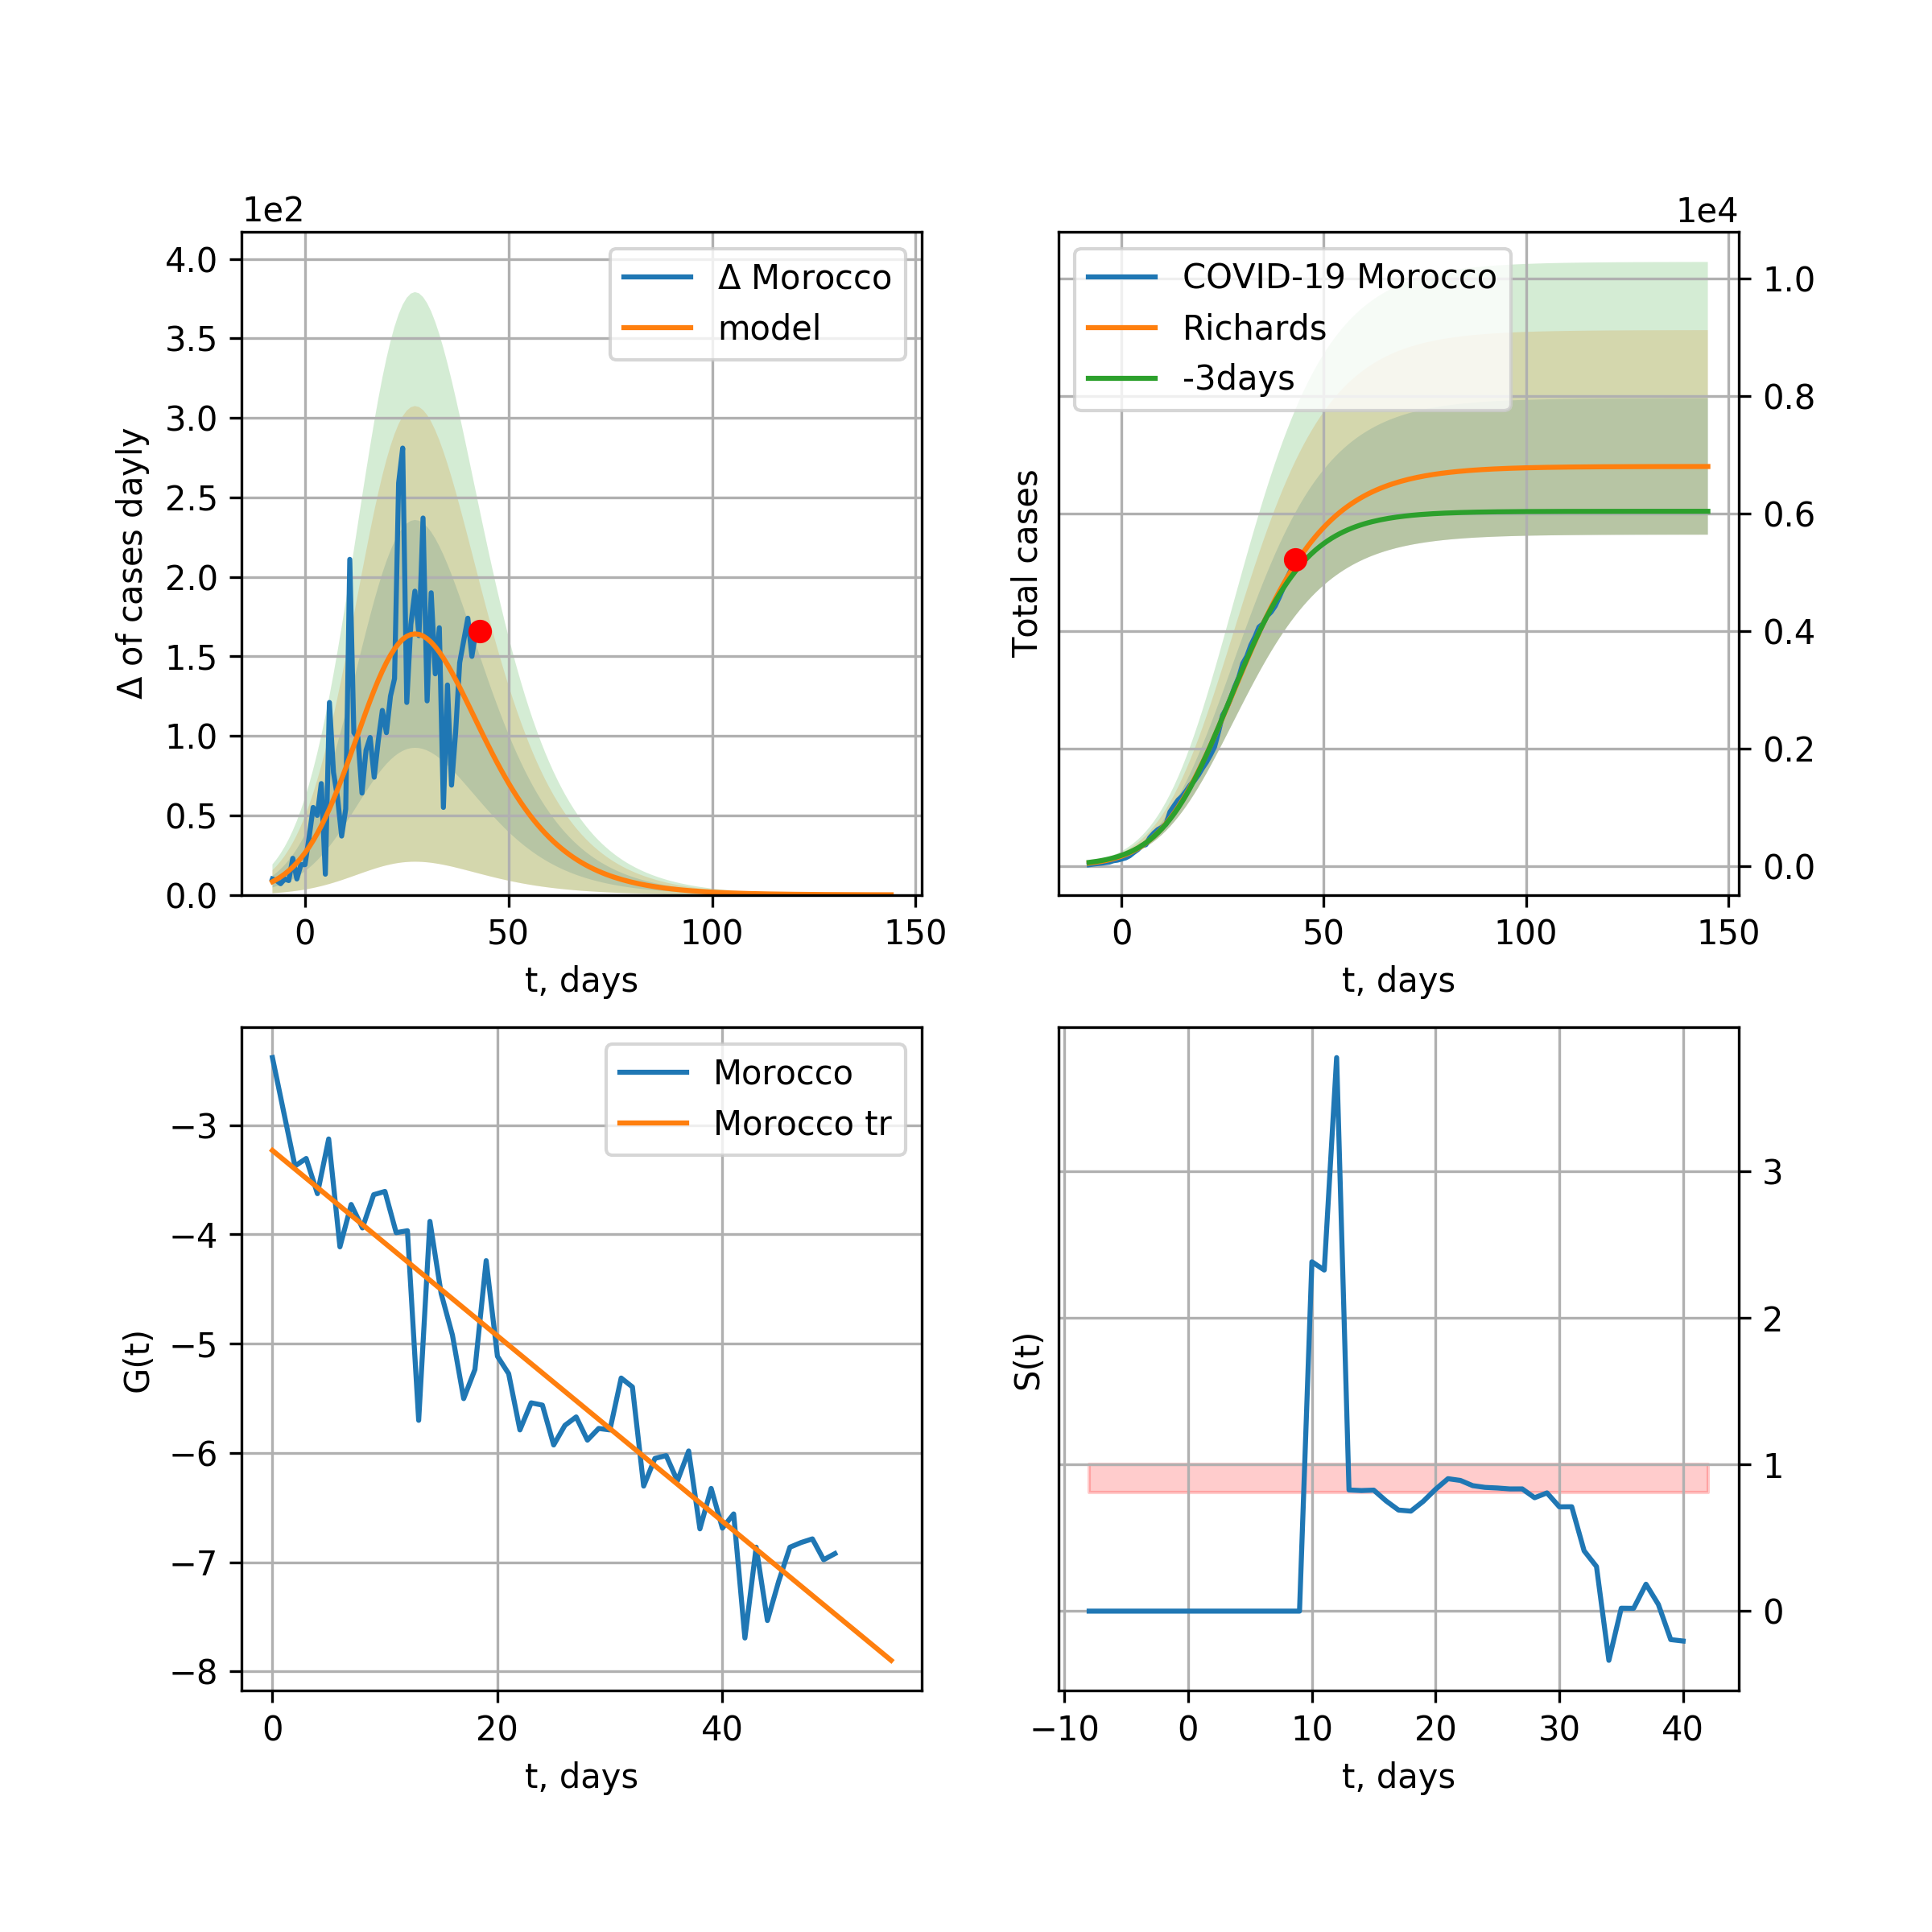 1e2
4.0
3.5
3.0
2.5
2.0
1.5
1.0
0.5
0.0
Δ of cases dayly
0 50 100 150
t, days
Δ Morocco
model
1e4
1.0
0.8
0.6
0.4
0.2
0.0
Total cases
0 50 100 150
t, days
COVID-19 Morocco
Richards
-3days
−3
−4
−5
−6
−7
−8
G(t)
0 20 40
t, days
Morocco
Morocco tr
3
2
1
0
S(t)
−10 0 10 20 30 40
t, days